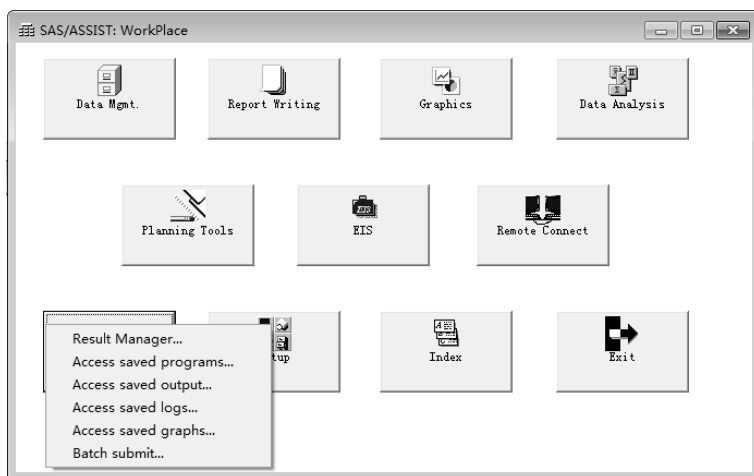 SAS/ASSIST: WorkPlace
Data Mgmt.
Report Writing
Graphics
Data Analysis
Planning Tools
EIS
Remote Connect
tup
Index
Exit
Result Manager...
Access saved programs...
Access saved output...
Access saved logs...
Access saved graphs...
Batch submit...